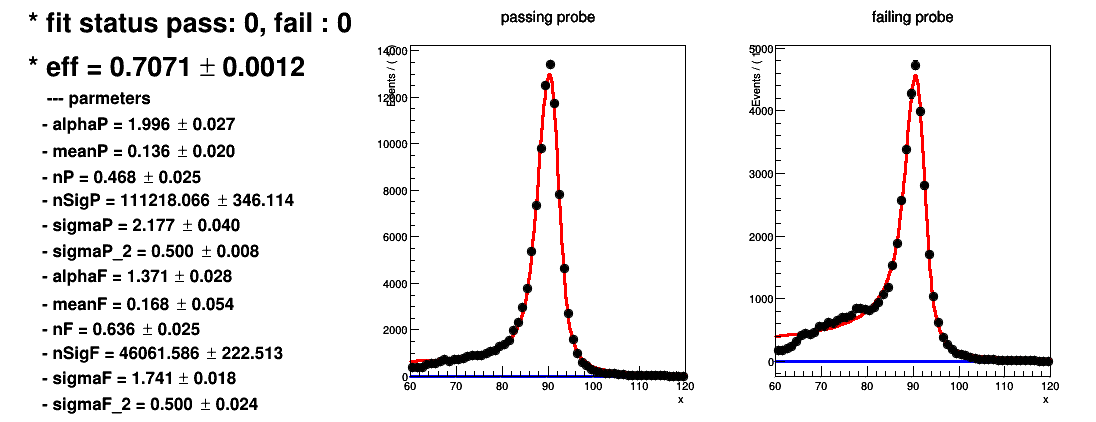 * fit status pass: 0, fail : 0
* eff = 0.7071 ± 0.0012
--- parmeters
- alphaP = 1.996 ± 0.027
- meanP = 0.136 ± 0.020
- nP = 0.468 ± 0.025
- nSigP = 111218.066 ± 346.114
- sigmaP = 2.177 ± 0.040
- sigmaP_2 = 0.500 ± 0.008
- alphaF = 1.371 ± 0.028
- meanF = 0.168 ± 0.054
- nF = 0.636 ± 0.025
- nSigF = 46061.586 ± 222.513
- sigmaF = 1.741 ± 0.018
- sigmaF_2 = 0.500 ± 0.024
passing probe
Events / (
14000
12000
10000
8000
6000
4000
2000
0
60 70 80 90 100 110 120
x
failing probe
Events / (
5000
4000
3000
2000
1000
0
60 70 80 90 100 110 120
x